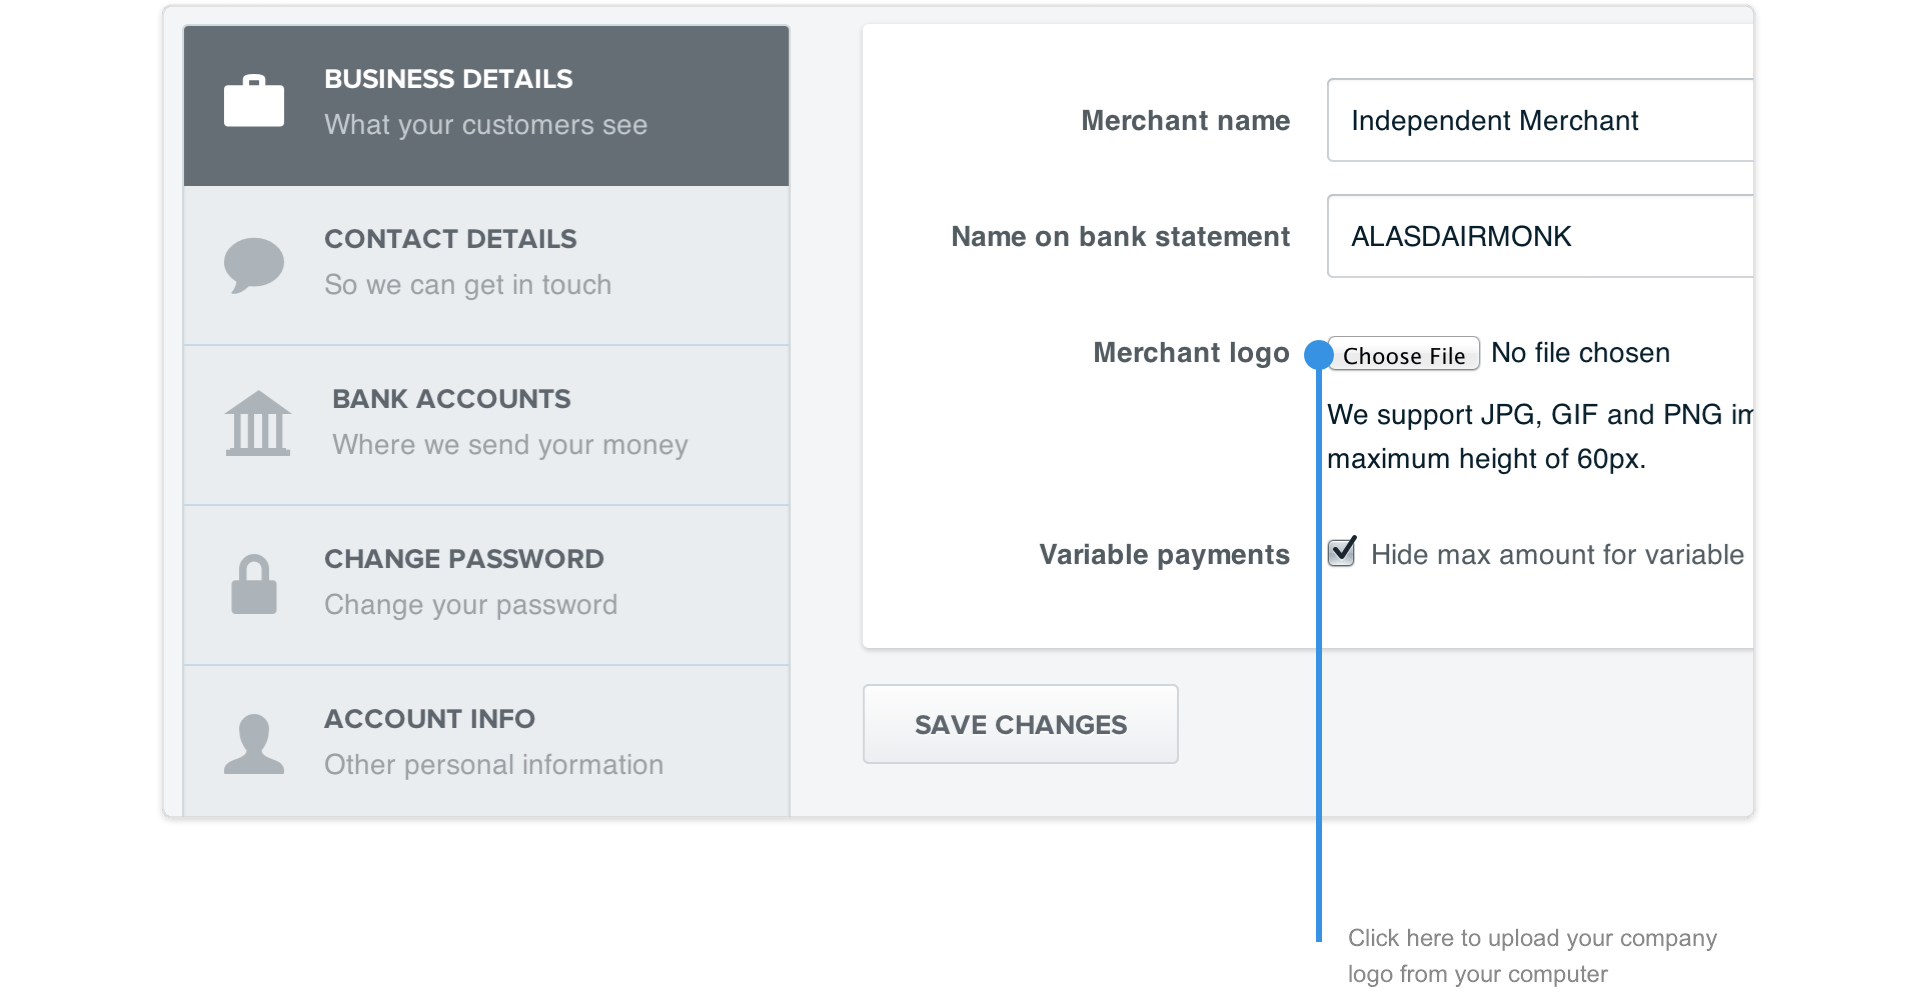 BUSINESS DETAILS
What your customers see
CONTACT DETAILS
So we can get in touch
BANK ACCOUNTS
Where we send your money
CHANGE PASSWORD
Change your password
ACCOUNT INFO
Other personal information
Merchant name
Independent Merchant
Name on bank statement
ALASDAIRMONK
Merchant logo
Choose File No file chosen
We support JPG, GIF and PNG
maximum height of 60px.
Variable payments
Hide max amount for variable
SAVE CHANGES
Click here to upload your company
logo from your computer